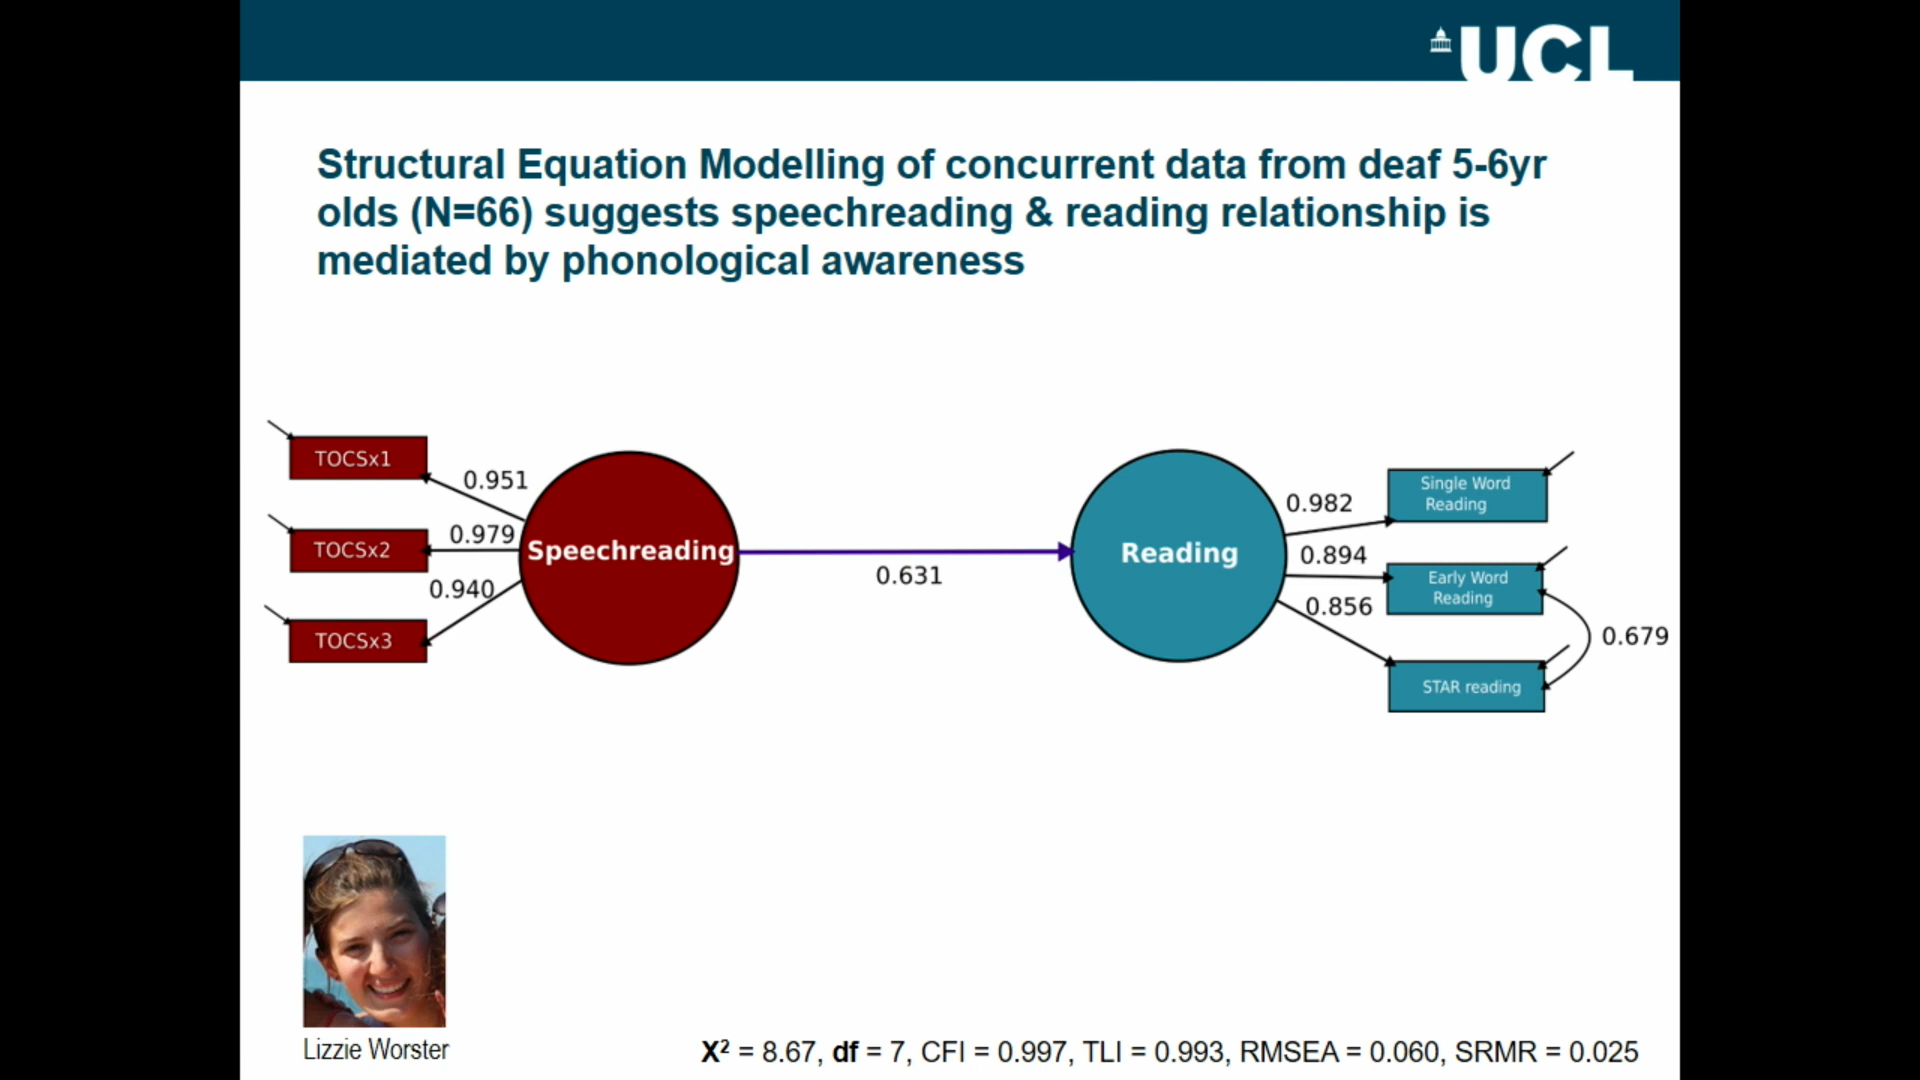 UCL
Structural Equation Modelling of concurrent data from deaf 5-6yr
olds (N=66) suggests speechreading & reading relationship is
mediated by phonological awareness
TOCSx1
0.951
TOCSx2
0.979
TOCSx3
0.940
Speechreading
0.631
Reading
0.982
Single Word
Reading
0.894
Early Word
Reading
0.856
STAR reading
0.679
Lizzie Worster
X² = 8.67, df = 7, CFI = 0.997, TLI = 0.993, RMSEA = 0.060, SRMR = 0.025